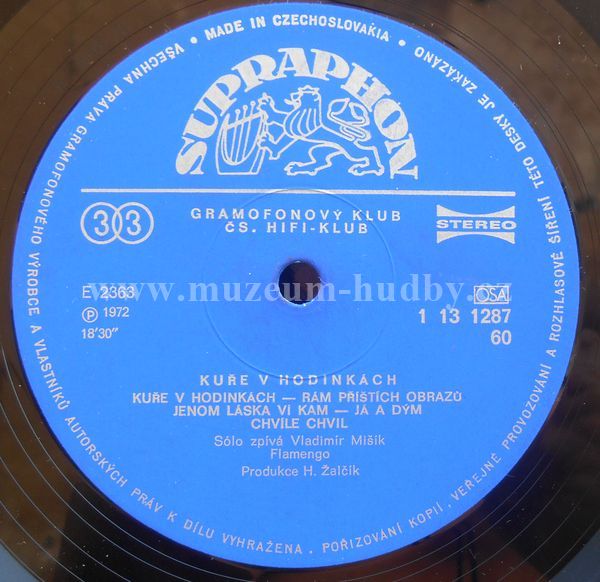 VŠECHNA PRÁVA GRAMOFONOVÉHO VÝROBCE A VLASTNÍKŮ AUTORSKÝCH PRÁV K DÍLU VYHRAŽENA . POŘIZOVÁNÍ KOPIÍ, VEŘEJNÉ PROVOZOVÁNÍ A ROZHLASOVÉ ŠÍŘENÍ TÉTO DESKY JE ZAKÁZÁNO • MADE IN CZECHOSLOVAKIA •
SUPRAPHON
33
GRAMOFONOVÝ KLUB
ČS. HIFI-KLUB
STEREO
E 2363
www.muzeum-hudby.cz
OSA
Ⓟ 1972
1 13 1287
18'30"
60
KUŘE V HODINKÁCH
KUŘE V HODINKÁCH — RÁM PŘÍŠTÍCH OBRAZŮ
JENOM LÁSKA VÍ KAM — JÁ A DÝM
CHVÍLE CHVIL
Sólo zpívá Vladimír Mišík
Flamengo
Produkce H. Žalčík